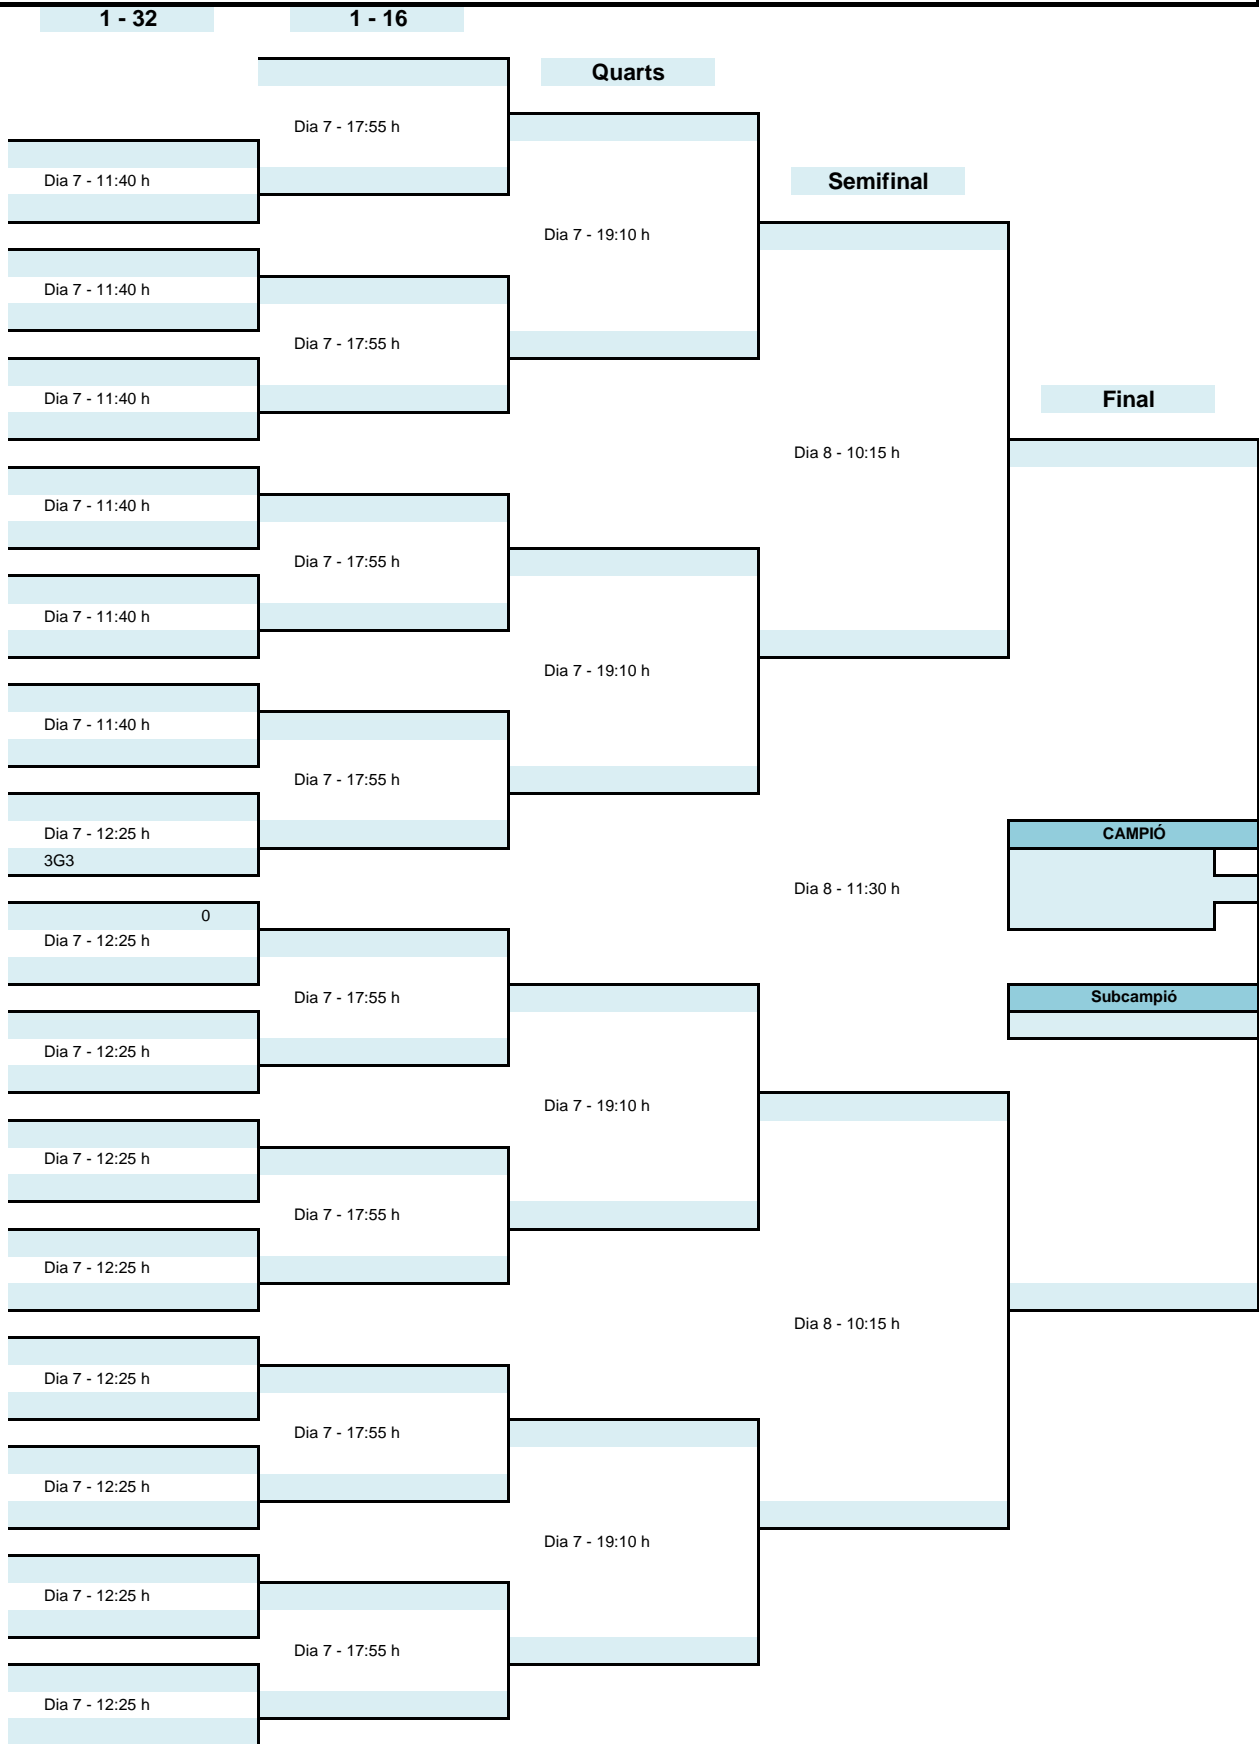 1 - 32
1 - 16
Quarts
Dia 7 - 17:55 h
Dia 7 - 11:40 h
Semifinal
Dia 7 - 19:10 h
Dia 7 - 11:40 h
Dia 7 - 17:55 h
Dia 7 - 11:40 h
Final
Dia 8 - 10:15 h
Dia 7 - 11:40 h
Dia 7 - 17:55 h
Dia 7 - 11:40 h
Dia 7 - 19:10 h
Dia 7 - 11:40 h
Dia 7 - 17:55 h
Dia 7 - 12:25 h
CAMPIÓ
3G3
Dia 8 - 11:30 h
0
Dia 7 - 12:25 h
Dia 7 - 17:55 h
Subcampió
Dia 7 - 12:25 h
Dia 7 - 19:10 h
Dia 7 - 12:25 h
Dia 7 - 17:55 h
Dia 7 - 12:25 h
Dia 8 - 10:15 h
Dia 7 - 12:25 h
Dia 7 - 17:55 h
Dia 7 - 12:25 h
Dia 7 - 19:10 h
Dia 7 - 12:25 h
Dia 7 - 17:55 h
Dia 7 - 12:25 h